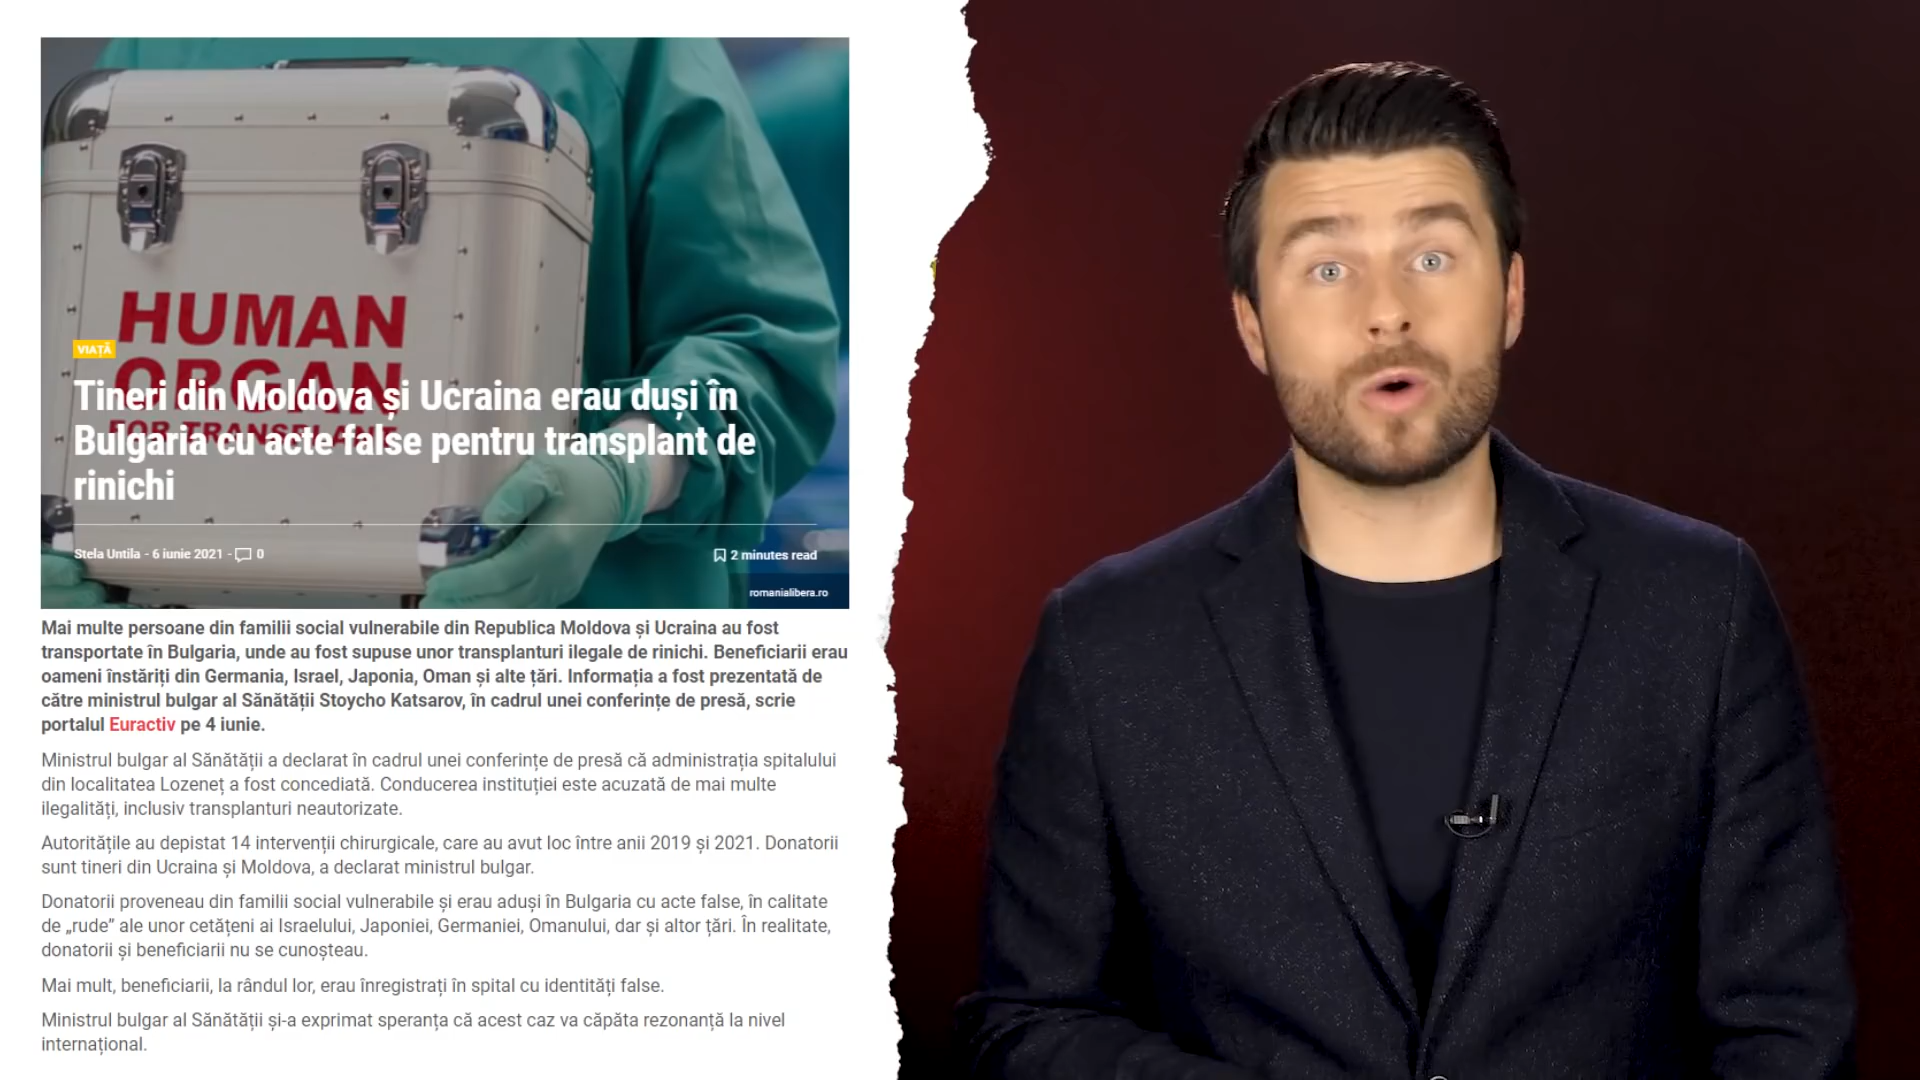 HUMAN
ORGAN
FOR TRANSPLANT
VIAȚĂ
Tineri din Moldova și Ucraina erau duși în
Bulgaria cu acte false pentru transplant de
rinichi
Stela Untila - 6 iunie 2021 - 0
2 minutes read
romanialibera.ro
Mai multe persoane din familii social vulnerabile din Republica Moldova și Ucraina au fost
transportate în Bulgaria, unde au fost supuse unor transplanturi ilegale de rinichi. Beneficiarii erau
oameni înstăriți din Germania, Israel, Japonia, Oman și alte țări. Informația a fost prezentată de
către ministrul bulgar al Sănătății Stoycho Katsarov, în cadrul unei conferințe de presă, scrie
portalul Euractiv pe 4 iunie.
Ministrul bulgar al Sănătății a declarat în cadrul unei conferințe de presă că administrația spitalului
din localitatea Lozeneț a fost concediată. Conducerea instituției este acuzată de mai multe
ilegalități, inclusiv transplanturi neautorizate.
Autoritățile au depistat 14 intervenții chirurgicale, care au avut loc între anii 2019 și 2021. Donatorii
sunt tineri din Ucraina și Moldova, a declarat ministrul bulgar.
Donatorii proveneau din familii social vulnerabile și erau aduși în Bulgaria cu acte false, în calitate
de „rude” ale unor cetățeni ai Israelului, Japoniei, Germaniei, Omanului, dar și altor țări. În realitate,
donatorii și beneficiarii nu se cunoșteau.
Mai mult, beneficiarii, la rândul lor, erau înregistrați în spital cu identități false.
Ministrul bulgar al Sănătății și-a exprimat speranța că acest caz va căpăta rezonanță la nivel
internațional.